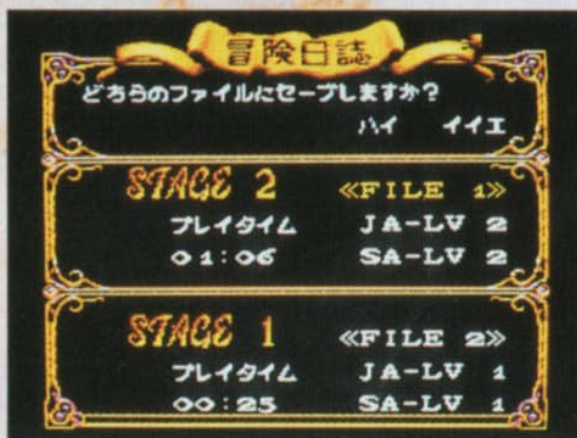 冒険日誌
どちらのファイルにセーブしますか?
ハイ イイエ
STAGE 2 ≪FILE 1≫
プレイタイム JA-LV 2
01:06 SA-LV 2
STAGE 1 ≪FILE 2≫
プレイタイム JA-LV 1
00:25 SA-LV 1